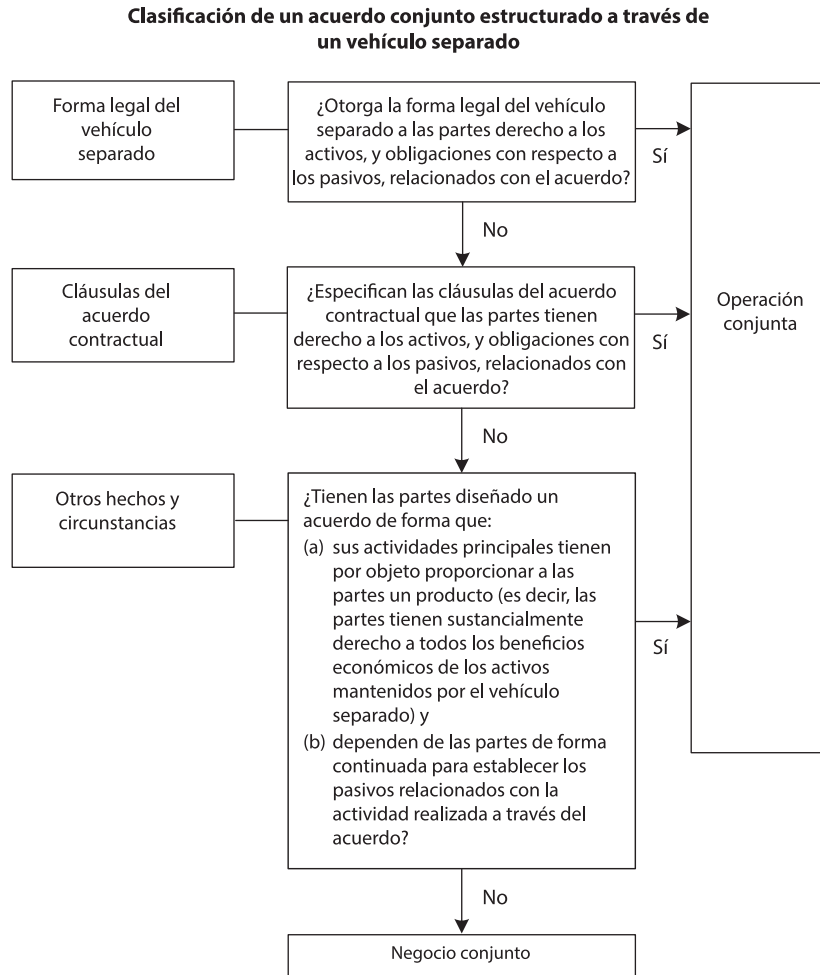 Clasificación de un acuerdo conjunto estructurado a través de
un vehículo separado
Forma legal del
vehículo
separado
¿Otorga la forma legal del vehículo
separado a las partes derecho a los
activos, y obligaciones con respecto a
los pasivos, relacionados con el acuerdo?
Sí
No
Cláusulas del
acuerdo
contractual
¿Especifican las cláusulas del acuerdo
contractual que las partes tienen
derecho a los activos, y obligaciones con
respecto a los pasivos, relacionados con
el acuerdo?
Sí
Operación
conjunta
No
Otros hechos y
circunstancias
¿Tienen las partes diseñado un
acuerdo de forma que:
(a) sus actividades principales tienen
por objeto proporcionar a las
partes un producto (es decir, las
partes tienen sustancialmente
derecho a todos los beneficios
económicos de los activos
mantenidos por el vehículo
separado) y
(b) dependen de las partes de forma
continuada para establecer los
pasivos relacionados con la
actividad realizada a través del
acuerdo?
Sí
No
Negocio conjunto